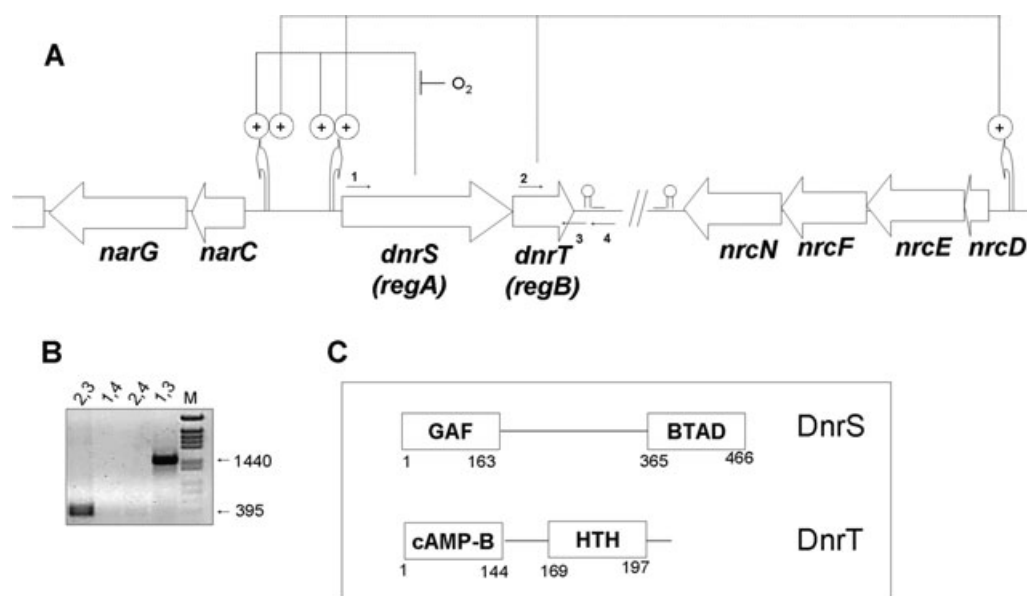 A
O2
+ + + + +
1 2
3 4
narG narC dnrS dnrT nrcN nrcF nrcE nrcD
(regA) (regB)
B
2,3 1,4 2,4 1,3 M
1440
395
C
GAF BTAD DnrS
1 163 365 466
cAMP-B HTH DnrT
1 144 169 197